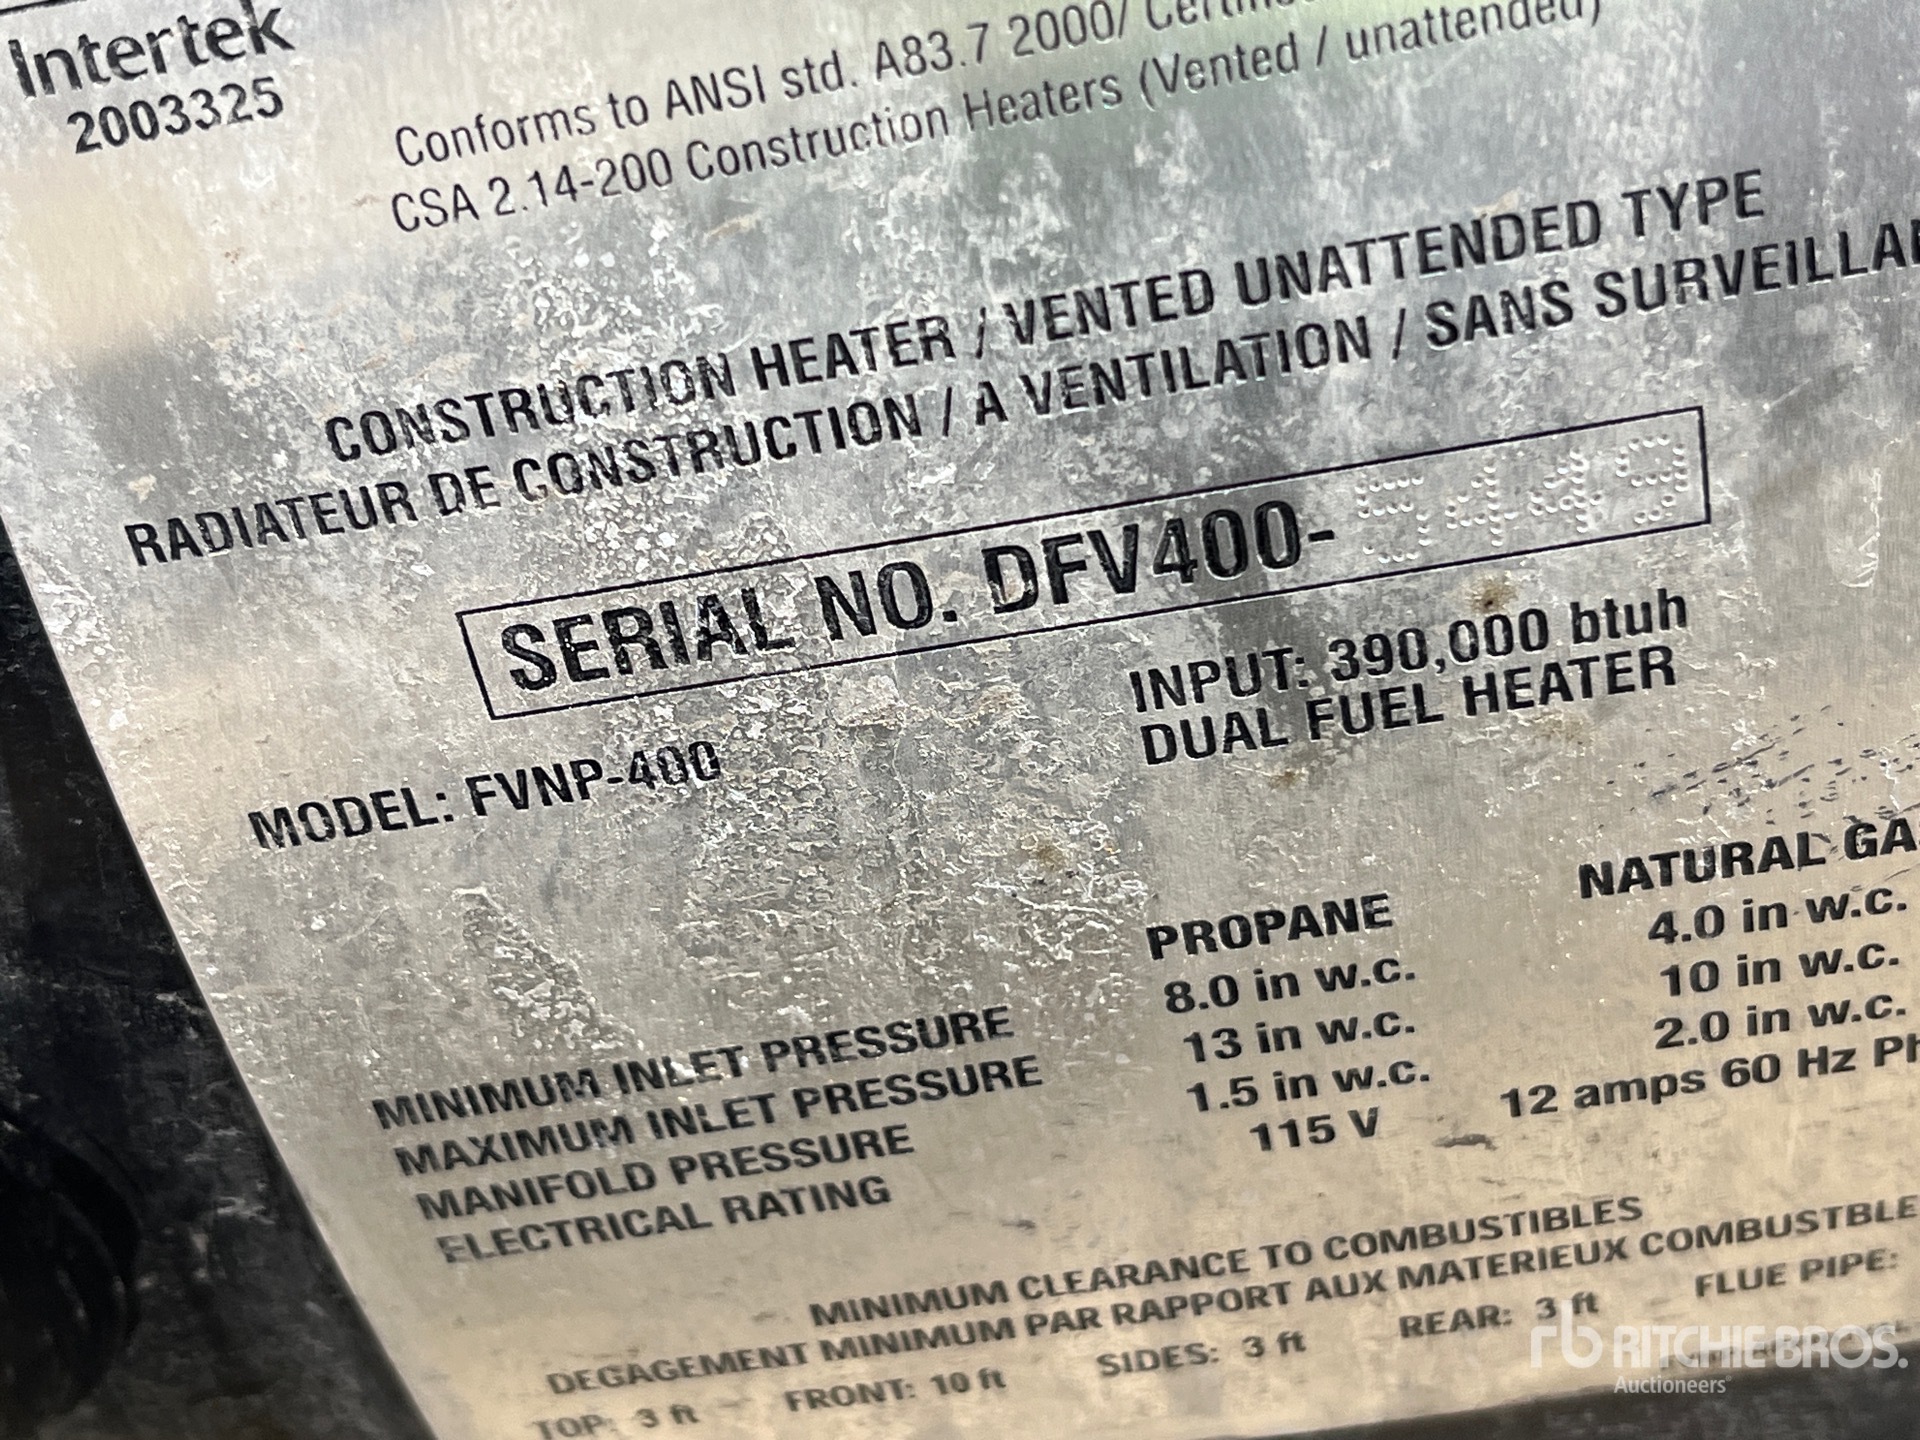 Intertek
2003325
Conforms to ANSI std. A83.7 2000/
CSA 2.14-200 Construction Heaters (Vented / unattended)
CONSTRUCTION HEATER / VENTED UNATTENDED TYPE
RADIATEUR DE CONSTRUCTION / A VENTILATION / SANS
SERIAL NO. DFV400-5449
INPUT: 390,000 btuh
DUAL FUEL HEATER
MODEL: FVNP-400
PROPANE NATURAL
MINIMUM INLET PRESSURE 8.0 in w.c. 4.0 in w.c.
MAXIMUM INLET PRESSURE 13 in w.c. 10 in w.c.
MANIFOLD PRESSURE 1.5 in w.c. 2.0 in w.c.
ELECTRICAL RATING 115 V 12 amps 60 Hz
MINIMUM CLEARANCE TO COMBUSTIBLES
DEGAGEMENT MINIMUM PAR RAPPORT AUX MATERIEUX
TOP: 3 ft FRONT: 10 ft SIDES: 3 ft REAR: 3 ft FLUE PIPE:
rb RITCHIE BROS.
Auctioneers